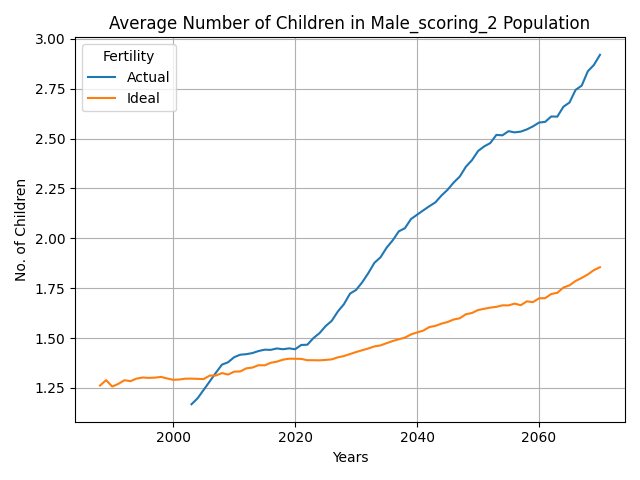 Average Number of Children in Male_scoring_2 Population
3.00
2.75
2.50
2.25
2.00
1.75
1.50
1.25
No. of Children
Fertility
Actual
Ideal
2000 2020 2040 2060
Years